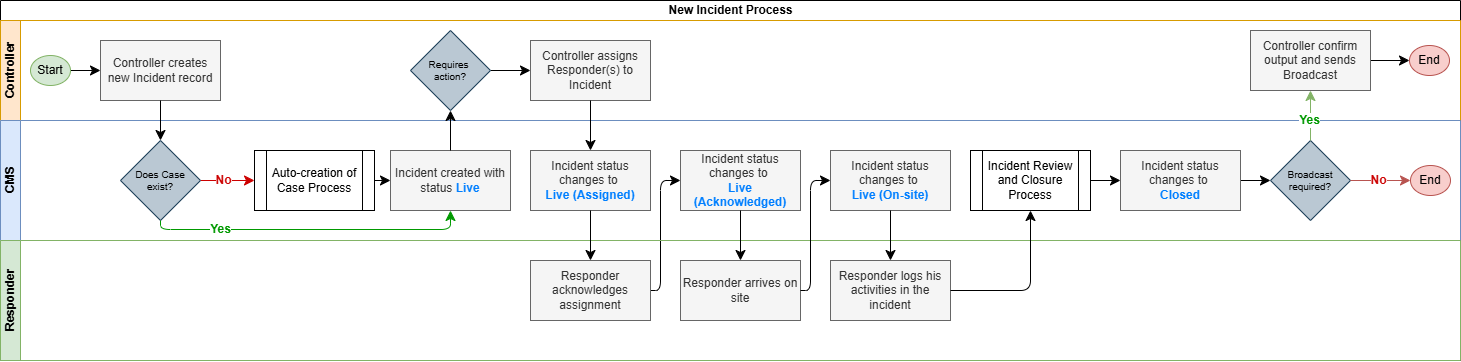 New Incident Process
Controller
Start
Controller creates
new Incident record
Requires
action?
Controller assigns
Responder(s) to
Incident
Controller confirm
output and sends
Broadcast
End
Yes
CMS
Does Case
exist?
No
Auto-creation of
Case Process
Incident created with
status Live
Yes
Incident status
changes to
Live (Assigned)
Incident status
changes to
Live
(Acknowledged)
Incident status
changes to
Live (On-site)
Incident Review
and Closure
Process
Incident status
changes to
Closed
Broadcast
required?
No
End
Responder
Responder
acknowledges
assignment
Responder arrives on
site
Responder logs his
activities in the
incident